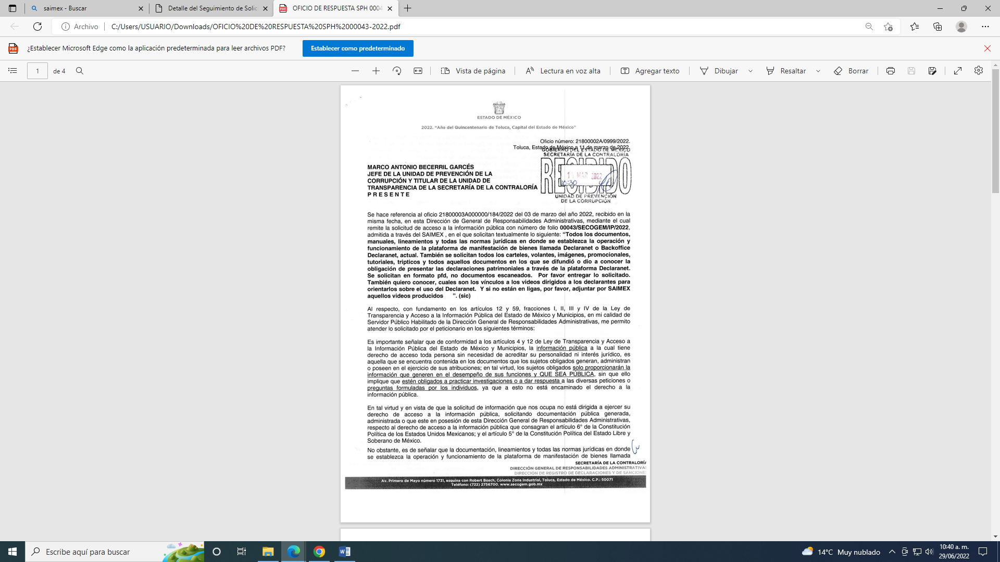 saimex - Buscar
Detalle del Seguimiento de Solic
OFICIO DE RESPUESTA SPH 0004
Archivo
C:/Users/USUARIO/Downloads/OFICIO%20DE%20RESPUESTA%20SPH%2000043-2022.pdf
¿Establecer Microsoft Edge como la aplicación predeterminada para leer archivos PDF?
Establecer como predeterminado
1 de 4
Vista de página
Lectura en voz alta
Agregar texto
Dibujar
Resaltar
Borrar
ESTADO DE MÉXICO
2022. “Año del Quincentenario de Toluca, Capital del Estado de México”
Oficio número: 21800002A/0999/2022.
Toluca, Estado de México a 11 de marzo de 2022.
GOBIERNO DEL ESTADO DE MÉXICO
SECRETARÍA DE LA CONTRALORÍA
RECIBIDO
MAR 2022
10:30
UNIDAD DE PREVENCIÓN
DE LA CORRUPCIÓN
MARCO ANTONIO BECERRIL GARCÉS
JEFE DE LA UNIDAD DE PREVENCIÓN DE LA
CORRUPCIÓN Y TITULAR DE LA UNIDAD DE
TRANSPARENCIA DE LA SECRETARÍA DE LA CONTRALORÍA
P R E S E N T E
Se hace referencia al oficio 21800003A000000/184/2022 del 03 de marzo del año 2022, recibido en la
misma fecha, en esta Dirección de General de Responsabilidades Administrativas, mediante el cual
remite la solicitud de acceso a la información pública con número de folio 00043/SECOGEM/IP/2022,
admitida a través del SAIMEX , en el que solicitan textualmente lo siguiente: “Todos los documentos,
manuales, lineamientos y todas las normas jurídicas en donde se establezca la operación y
funcionamiento de la plataforma de manifestación de bienes llamada Declaranet o Backoffice
Declaranet, actual. También se solicitan todos los carteles, volantes, imágenes, promocionales,
tutoriales, tripticos y todos aquellos documentos en los que se difundió o dio a conocer la
obligación de presentar las declaraciones patrimoniales a través de la plataforma Declaranet.
Se solicitan en formato pfd, no documentos escaneados. Por favor entregar lo solicitado.
También quiero conocer, cuales son los vínculos a los videos dirigidos a los declarantes para
orientarlos sobre el uso del Declaranet. Y si no están en ligas, por favor, adjuntar por SAIMEX
aquellos videos producidos ”. (sic)
Al respecto, con fundamento en los artículos 12 y 59, fracciones I, II, III y IV de la Ley de
Transparencia y Acceso a la Información Pública del Estado de México y Municipios, en mi calidad de
Servidor Público Habilitado de la Dirección General de Responsabilidades Administrativas, me permito
atender lo solicitado por el peticionario en los siguientes términos:
Es importante señalar que de conformidad a los artículos 4 y 12 de Ley de Transparencia y Acceso a
la Información Pública del Estado de México y Municipios, la información pública a la cual tiene
derecho de acceso toda persona sin necesidad de acreditar su personalidad ni interés jurídico, es
aquella que se encuentra contenida en los documentos que los sujetos obligados generan, administran
o poseen en el ejercicio de sus atribuciones; en tal virtud, los sujetos obligados solo proporcionarán la
información que generen en el desempeño de sus funciones y QUE SEA PÚBLICA, sin que ello
implique que estén obligados a practicar investigaciones o a dar respuesta a las diversas peticiones o
preguntas formuladas por los individuos, ya que a esto no está encaminado el derecho a la
información pública.
En tal virtud y en vista de que la solicitud de información que nos ocupa no está dirigida a ejercer su
derecho de acceso a la información pública, solicitando documentación pública generada,
administrada o que este en posesión de esta Dirección General de Responsabilidades Administrativas,
respecto al derecho de acceso a la información pública que consagran el artículo 6° de la Constitución
Política de los Estados Unidos Mexicanos; y el artículo 5° de la Constitución Política del Estado Libre y
Soberano de México.
No obstante, es de señalar que la documentación, lineamientos y todas las normas jurídicas en donde
se establezca la operación y funcionamiento de la plataforma de manifestación de bienes llamada
SECRETARÍA DE LA CONTRALORÍA
DIRECCIÓN GENERAL DE RESPONSABILIDADES ADMINISTRATIVAS
DIRECCIÓN DE REGISTRO DE DECLARACIONES Y DE SANCIONES
Av. Primero de Mayo número 1731, esquina con Robert Bosch, Colonia Zona Industrial, Toluca, Estado de México. C.P.: 50071
Teléfono: (722) 2756700. www.secogem.gob.mx
Escribe aquí para buscar
14°C Muy nublado
10:40 a. m.
29/06/2022